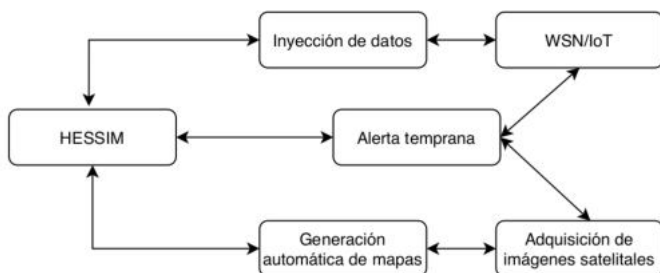 Inyección de datos
WSN/IoT
HESSIM
Alerta temprana
Generación
automática de mapas
Adquisición de
imágenes satelitales